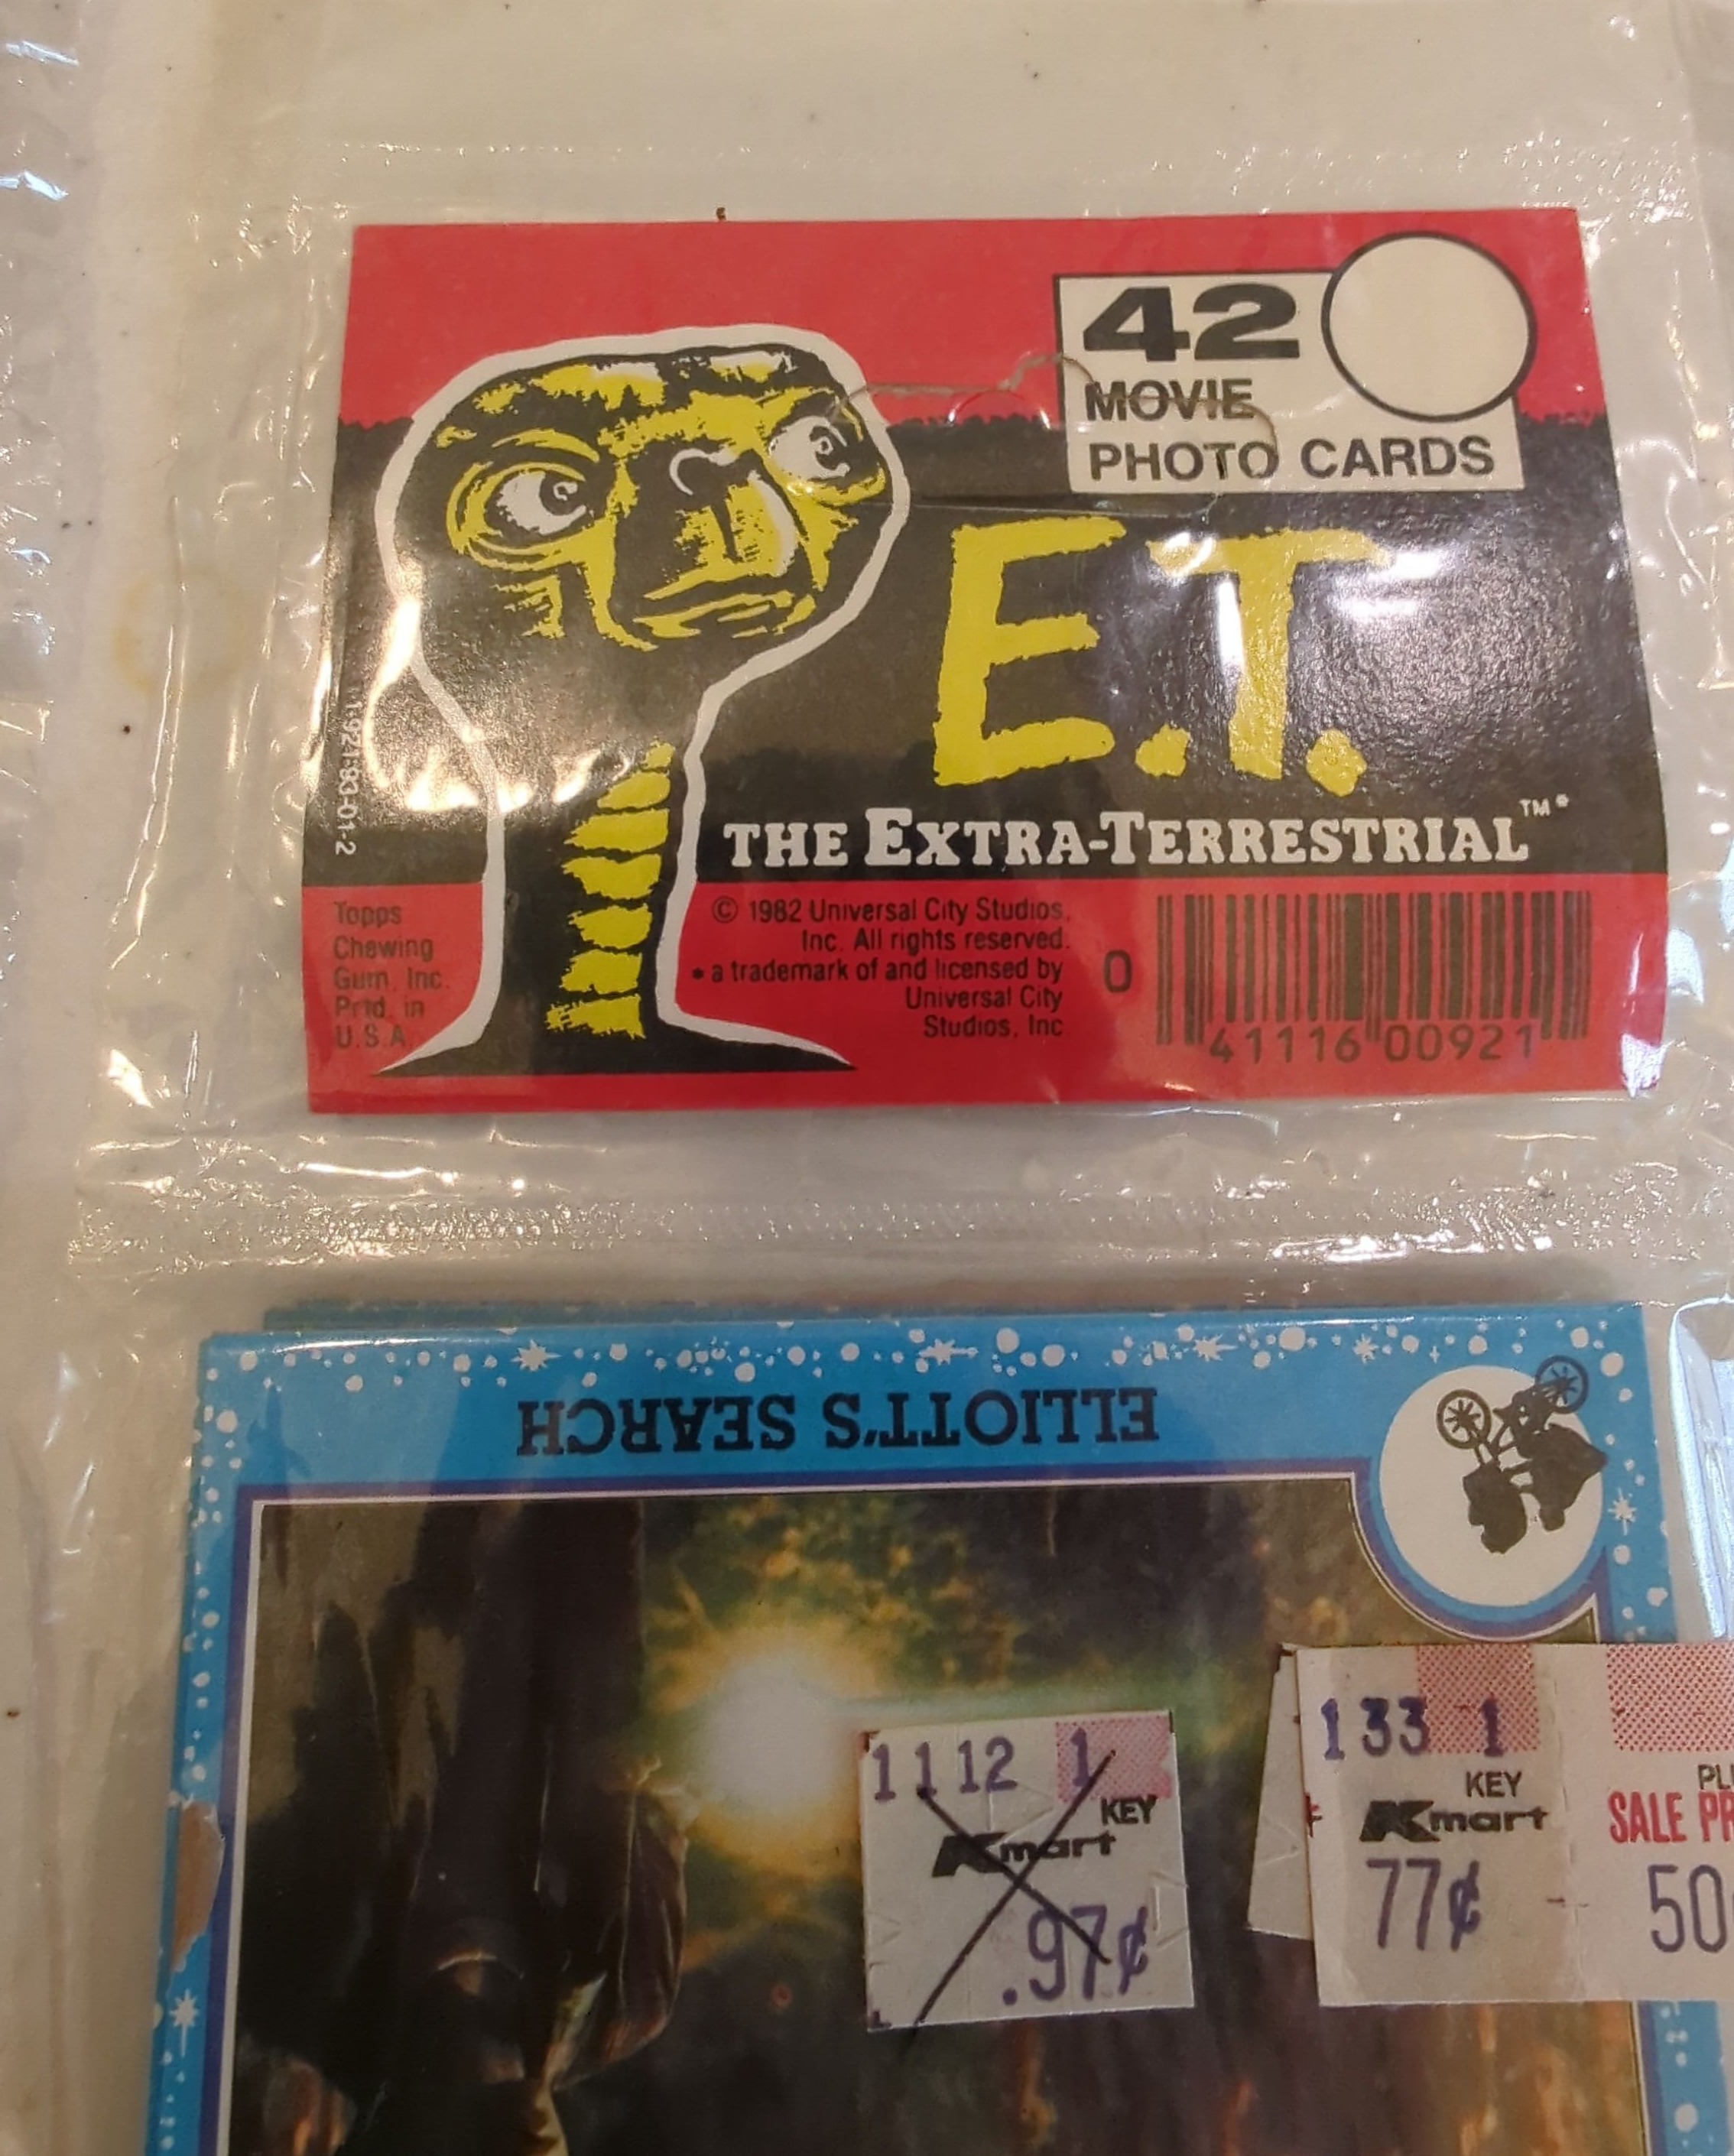 42
MOVIE
PHOTO CARDS
E.T.
THE EXTRA-TERRESTRIAL™*
Topps
Chewing
Gum, Inc.
Prtd. in
U.S.A.
© 1982 Universal City Studios,
Inc. All rights reserved.
* a trademark of and licensed by
Universal City
Studios, Inc.
0 41116 00921
ELLIOTT'S SEARCH
1112 1
KEY
Kmart
.97¢
133 1
KEY
Kmart
77¢
SALE
50